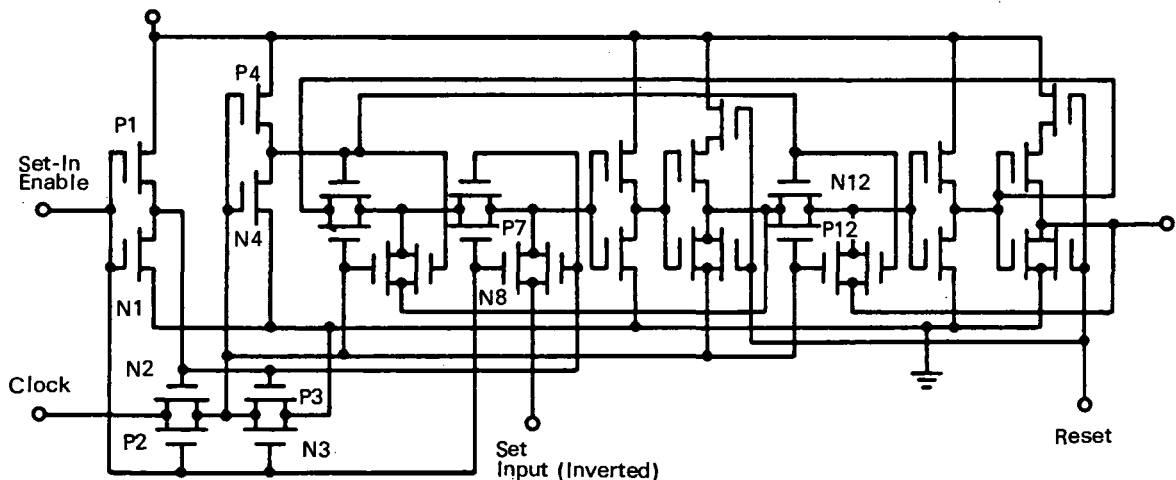 P4
P1
Set-In
Enable
N12
P7
P12
N4
N8
N1
N2
Clock
P3
P2
N3
Set
Input (Inverted)
Reset